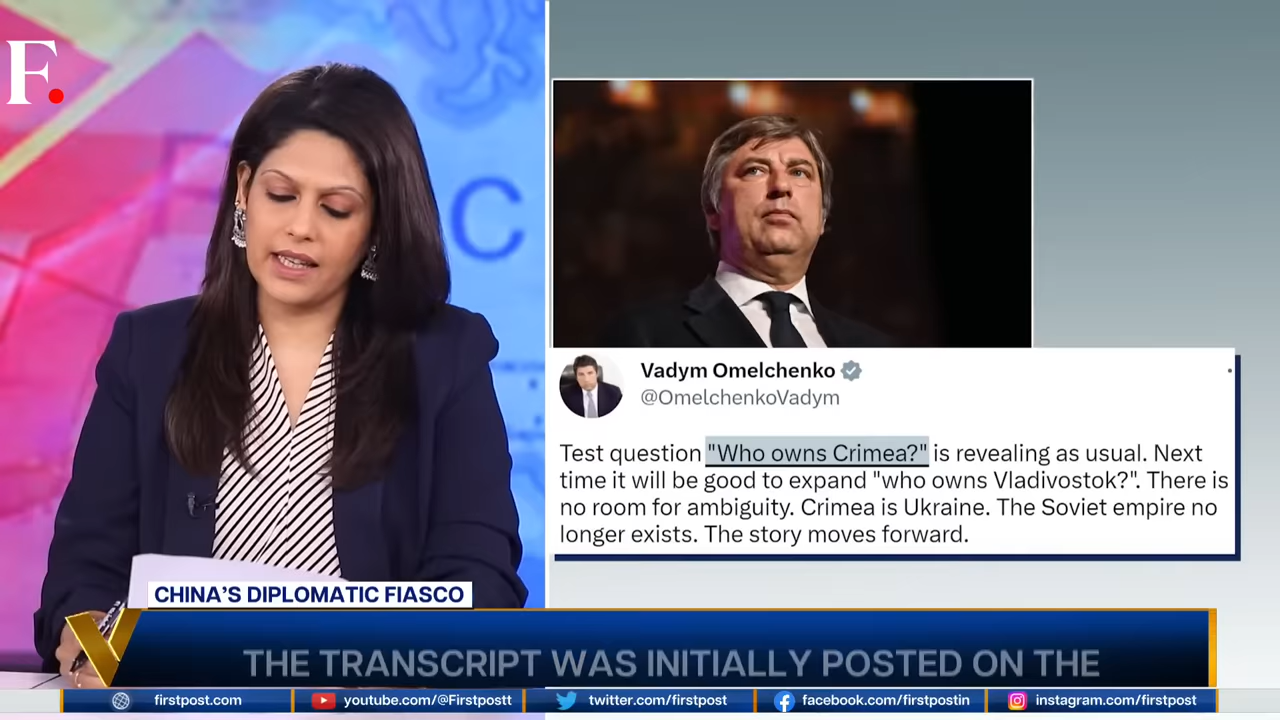 F.
C
Vadym Omelchenko
@OmelchenkoVadym
Test question "Who owns Crimea?" is revealing as usual. Next
time it will be good to expand "who owns Vladivostok?". There is
no room for ambiguity. Crimea is Ukraine. The Soviet empire no
longer exists. The story moves forward.
CHINA'S DIPLOMATIC FIASCO
V
THE TRANSCRIPT WAS INITIALLY POSTED ON THE
firstpost.com
youtube.com/@Firstpostt
twitter.com/firstpost
facebook.com/firstpostin
instagram.com/firstpost